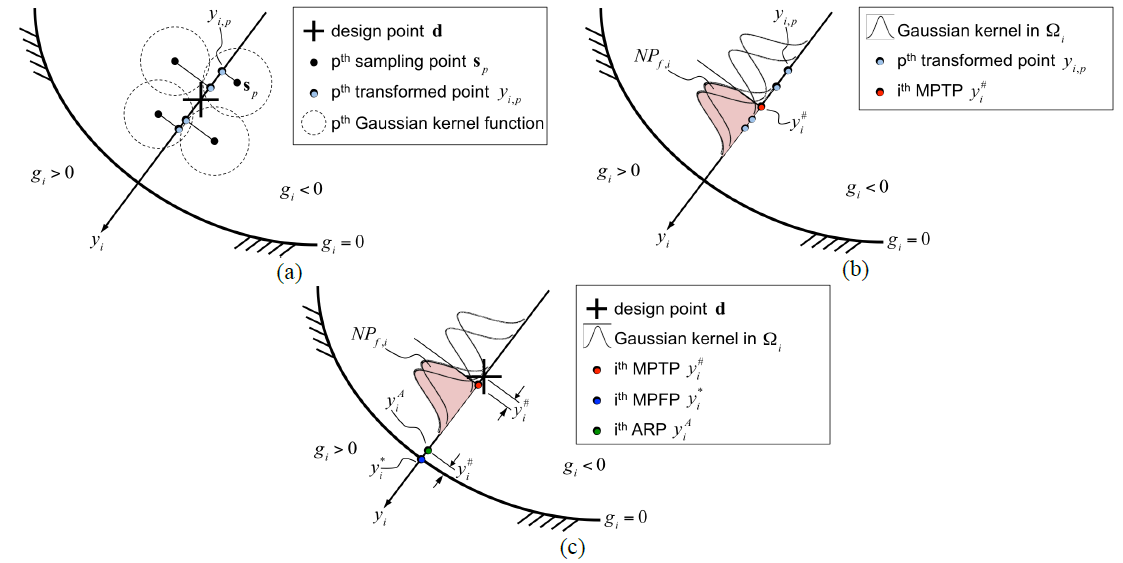 y_{i,p}
design point d
p^{th} sampling point s_p
p^{th} transformed point y_{i,p}
p^{th} Gaussian kernel function
s_p
g_i > 0
g_i < 0
y_i
g_i = 0
(a)
y_{i,p}
Gaussian kernel in Ω_i
p^{th} transformed point y_{i,p}
i^{th} MPTP y_i^#
NP_{f,i}
y_i^#
g_i > 0
g_i < 0
y_i
g_i = 0
(b)
design point d
Gaussian kernel in Ω_i
i^{th} MPTP y_i^#
i^{th} MPFP y_i^*
i^{th} ARP y_i^A
NP_{f,i}
y_i^A
y_i^#
g_i > 0
y_i^*
y_i^#
g_i < 0
y_i
g_i = 0
(c)